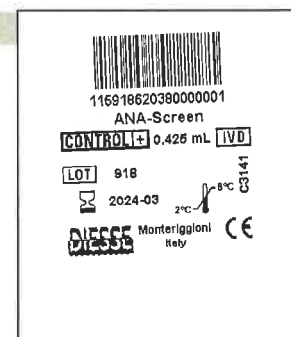 115918620380000001
ANA-Screen
CONTROL + 0.425 mL IVD
LOT 918
2024-03
2°C 8°C
C3141
DIESSE Monteriggioni
Italy
CE